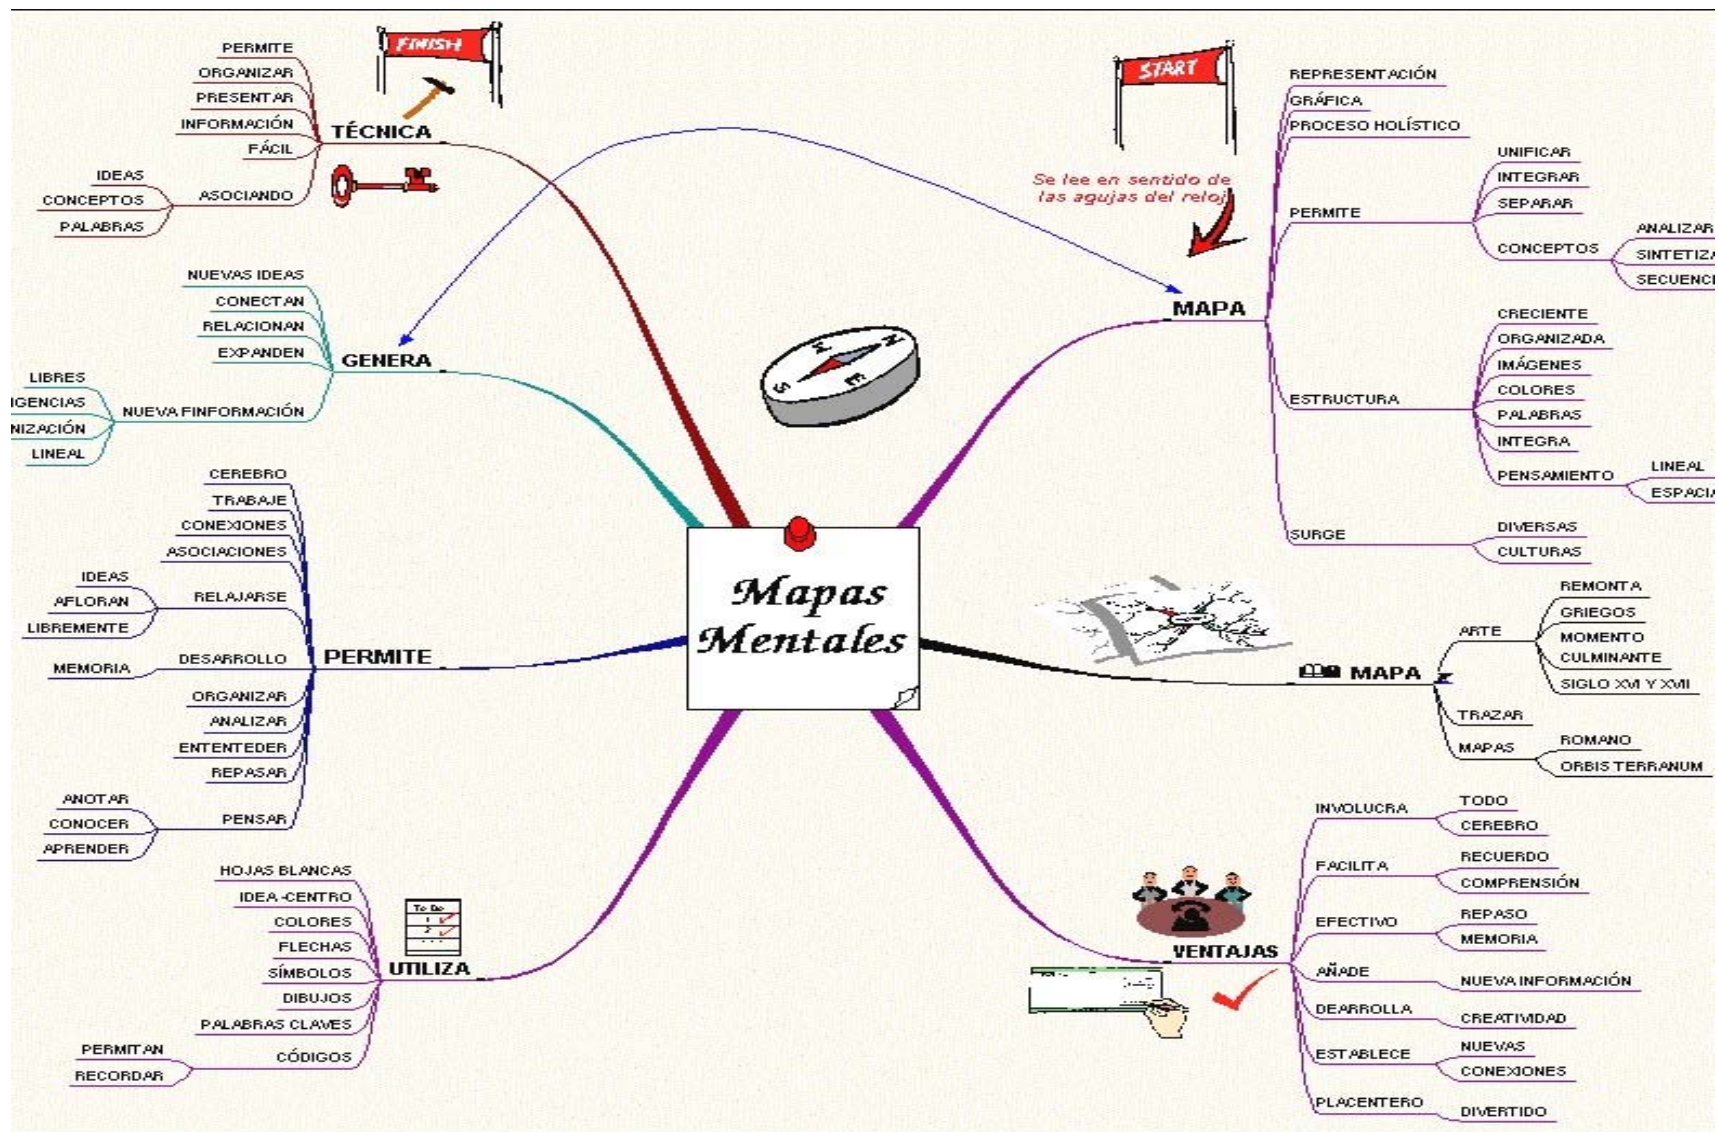 Mapas
Mentales
START
Se lee en sentido de
las agujas del reloj
MAPA
REPRESENTACIÓN
GRÁFICA
PROCESO HOLÍSTICO
PERMITE
UNIFICAR
INTEGRAR
SEPARAR
CONCEPTOS
ANALIZAR
SINTETIZA
SECUENCI
ESTRUCTURA
CRECIENTE
ORGANIZADA
IMÁGENES
COLORES
PALABRAS
INTEGRA
PENSAMIENTO
LINEAL
ESPACIA
SURGE
DIVERSAS
CULTURAS
MAPA
ARTE
REMONTA
GRIEGOS
MOMENTO
CULMINANTE
SIGLO XVI Y XVII
TRAZAR
MAPAS
ROMANO
ORBIS TERRANUM
VENTAJAS
INVOLUCRA
TODO
CEREBRO
FACILITA
RECUERDO
COMPRENSIÓN
EFECTIVO
REPASO
MEMORIA
AÑADE
NUEVA INFORMACIÓN
DEARROLLA
CREATIVIDAD
ESTABLECE
NUEVAS
CONEXIONES
PLACENTERO
DIVERTIDO
UTILIZA
To Do
HOJAS BLANCAS
IDEA -CENTRO
COLORES
FLECHAS
SÍMBOLOS
DIBUJOS
PALABRAS CLAVES
CÓDIGOS
PERMITAN
RECORDAR
PERMITE
CEREBRO
TRABAJE
CONEXIONES
ASOCIACIONES
RELAJARSE
IDEAS
AFLORAN
LIBREMENTE
DESARROLLO
MEMORIA
ORGANIZAR
ANALIZAR
ENTENTEDER
REPASAR
PENSAR
ANOTAR
CONOCER
APRENDER
GENERA
NUEVAS IDEAS
CONECTAN
RELACIONAN
EXPANDEN
NUEVA FINFORMACIÓN
LIBRES
IGENCIAS
NIZACIÓN
LINEAL
TÉCNICA
FINISH
PERMITE
ORGANIZAR
PRESENTAR
INFORMACIÓN
FÁCIL
ASOCIANDO
IDEAS
CONCEPTOS
PALABRAS
N
E
S